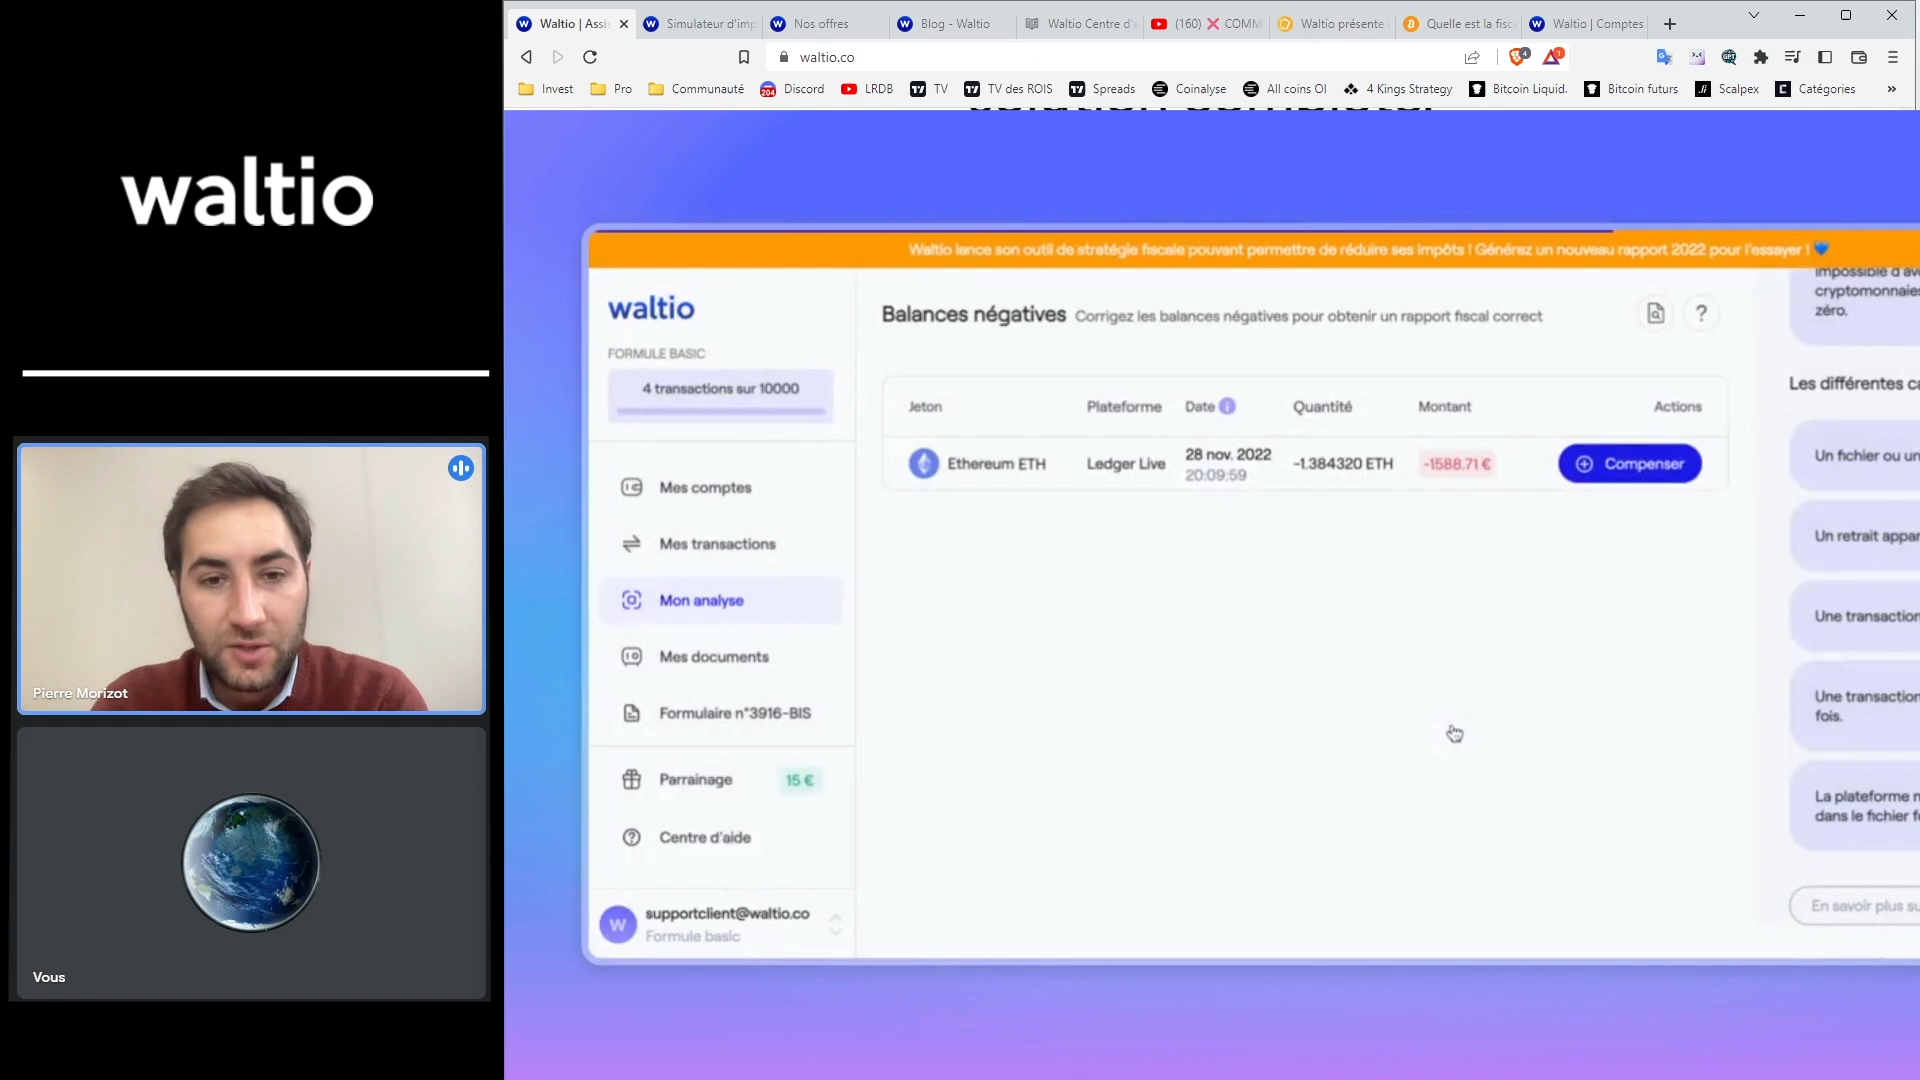 waltio
Pierre Morizot
Vous
Waltio | Assi
Simulateur d'imp
Nos offres
Blog - Waltio
Waltio Centre d'a
(160) ❌ COMM
Waltio présente
Quelle est la fisc
Waltio | Comptes
waltio.co
4
1
Invest
Pro
Communauté
204
Discord
LRDB
TV
TV des ROIS
Spreads
Coinalyse
All coins OI
4 Kings Strategy
Bitcoin Liquid.
Bitcoin futurs
Scalpex
Catégories
»
Waltio lance son outil de stratégie fiscale pouvant permettre de réduire ses impôts ! Générez un nouveau rapport 2022 pour l'essayer ! 💙
waltio
FORMULE BASIC
4 transactions sur 10000
Mes comptes
Mes transactions
Mon analyse
Mes documents
Formulaire n°3916-BIS
Parrainage
15 €
Centre d'aide
W
supportclient@waltio.co
Formule basic
Balances négatives
Corrigez les balances négatives pour obtenir un rapport fiscal correct
?
Jeton
Plateforme
Date
Quantité
Montant
Actions
Ethereum ETH
Ledger Live
28 nov. 2022
20:09:59
-1.384320 ETH
-1588.71 €
Compenser
impossible d'av
cryptomonnaies
zéro.
Les différentes ca
Un fichier ou un
Un retrait appar
Une transaction
Une transaction
fois.
La plateforme n
dans le fichier f
En savoir plus su